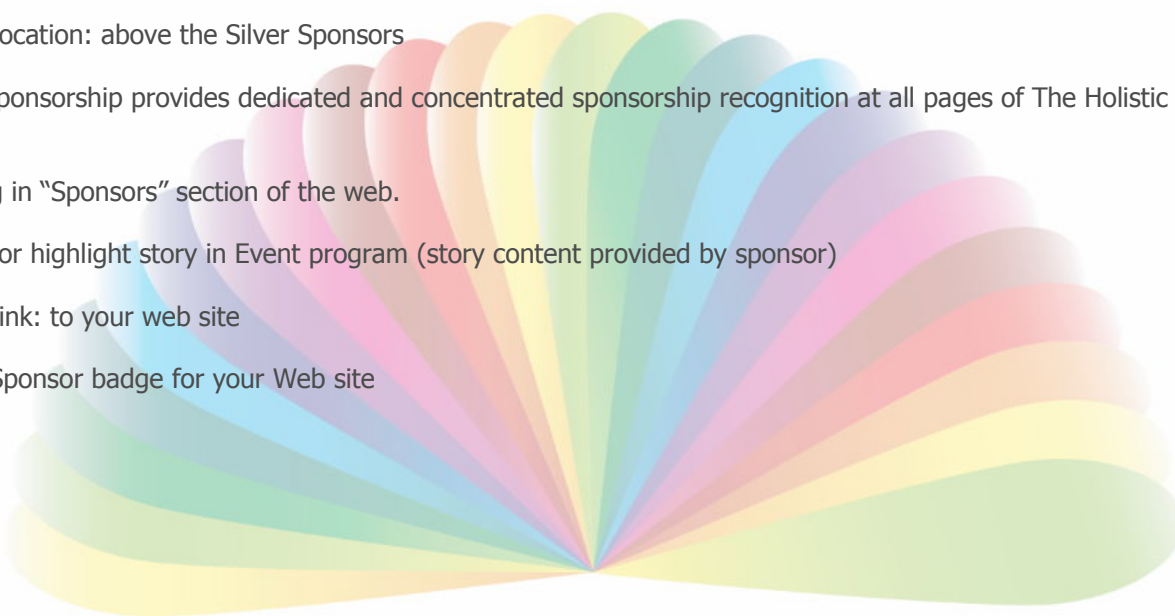 ocation: above the Silver Sponsors
ponsorship provides dedicated and concentrated sponsorship recognition at all pages of The Holistic
in “Sponsors” section of the web.
or highlight story in Event program (story content provided by sponsor)
ink: to your web site
Sponsor badge for your Web site